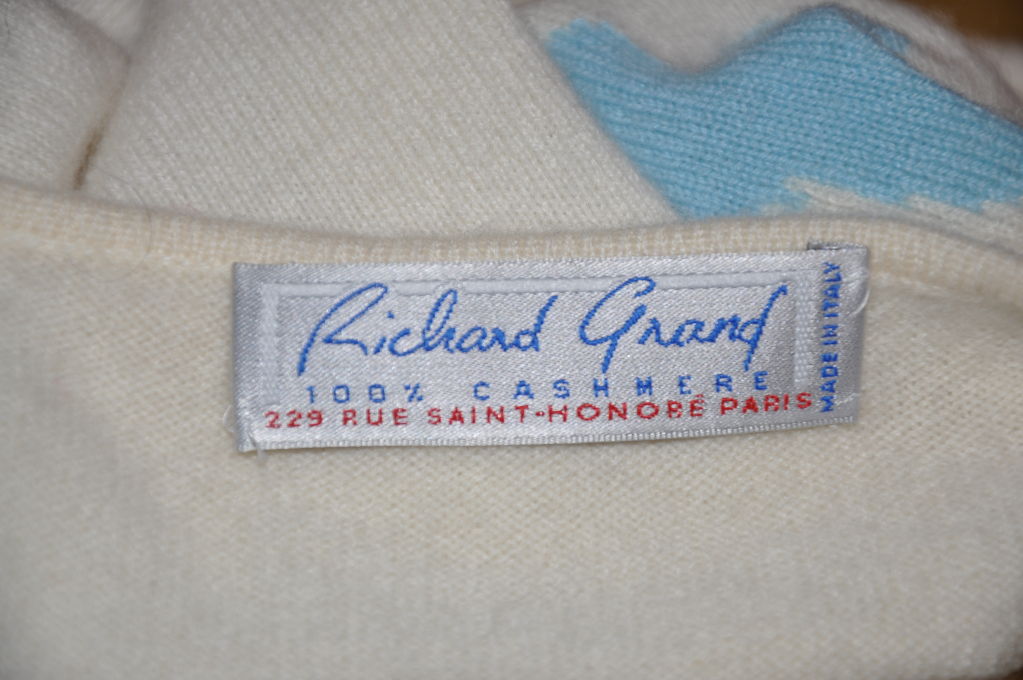 Richard Grand
100% CASHMERE
229 RUE SAINT-HONORÉ PARIS
MADE IN ITALY